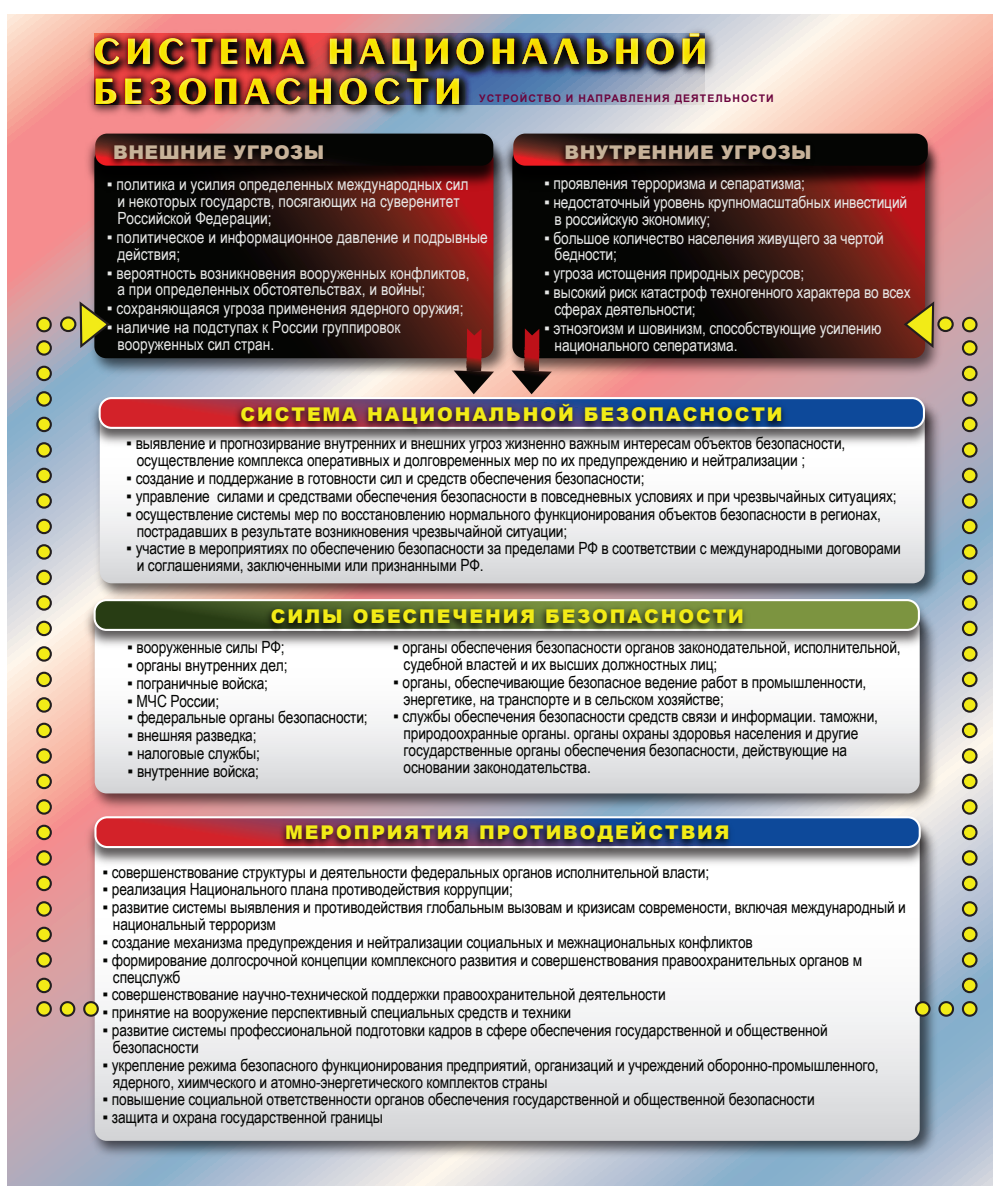 СИСТЕМА НАЦИОНАЛЬНОЙ
БЕЗОПАСНОСТИ УСТРОЙСТВО И НАПРАВЛЕНИЯ ДЕЯТЕЛЬНОСТИ
ВНЕШНИЕ УГРОЗЫ
▪ политика и усилия определенных международных сил
и некоторых государств, посягающих на суверенитет
Российской Федерации;
▪ политическое и информационное давление и подрывные
действия;
▪ вероятность возникновения вооруженных конфликтов,
а при определенных обстоятельствах, и войны;
▪ сохраняющаяся угроза применения ядерного оружия;
▪ наличие на подступах к России группировок
вооруженных сил стран.
ВНУТРЕННИЕ УГРОЗЫ
▪ проявления терроризма и сепаратизма;
▪ недостаточный уровень крупномасштабных инвестиций
в российскую экономику;
▪ большое количество населения живущего за чертой
бедности;
▪ угроза истощения природных ресурсов;
▪ высокий риск катастроф техногенного характера во всех
сферах деятельности;
▪ этноэгоизм и шовинизм, способствующие усилению
национального сеператизма.
СИСТЕМА НАЦИОНАЛЬНОЙ БЕЗОПАСНОСТИ
▪ выявление и прогнозирвание внутренних и внешних угроз жизненно важным интересам объектов безопасности,
осуществление комплекса оперативных и долговременных мер по их предупреждению и нейтрализации ;
▪ создание и поддержание в готовности сил и средств обеспечения безопасности;
▪ управление силами и средствами обеспечения безопасности в повседневных условиях и при чрезвычайных ситуациях;
▪ осуществление системы мер по восстановлению нормального функционирования объектов безопасности в регионах,
пострадавших в результате возникновения чрезвычайной ситуации;
▪ участие в мероприятиях по обеспечению безопасности за пределами РФ в соответствии с международными договорами
и соглашениями, заключенными или признанными РФ.
СИЛЫ ОБЕСПЕЧЕНИЯ БЕЗОПАСНОСТИ
▪ вооруженные силы РФ;
▪ органы внутренних дел;
▪ пограничные войска;
▪ МЧС России;
▪ федеральные органы безопасности;
▪ внешняя разведка;
▪ налоговые службы;
▪ внутренние войска;
▪ органы обеспечения безопасности органов законодательной, исполнительной,
судебной властей и их высших должностных лиц;
▪ органы, обеспечивающие безопасное ведение работ в промышленности,
энергетике, на транспорте и в сельском хозяйстве;
▪ службы обеспечения безопасности средств связи и информации. таможни,
природоохранные органы. органы охраны здоровья населения и другие
государственные органы обеспечения безопасности, действующие на
основании законодательства.
МЕРОПРИЯТИЯ ПРОТИВОДЕЙСТВИЯ
▪ совершенствование структуры и деятельности федеральных органов исполнительной власти;
▪ реализация Национального плана противодействия коррупции;
▪ развитие системы выявления и противодействия глобальным вызовам и кризисам современости, включая международный и
национальный терроризм
▪ создание механизма предупреждения и нейтрализации социальных и межнациональных конфликтов
▪ формирование долгосрочной концепции комплексного развития и совершенствования правоохранительных органов м
спецслужб
▪ совершенствование научно-технической поддержки правоохранительной деятельности
▪ принятие на вооружение перспективный специальных средств и техники
▪ развитие системы профессиональной подготовки кадров в сфере обеспечения государственной и общественной
безопасности
▪ укрепление режима безопасного функционирования предприятий, организаций и учреждений оборонно-промышленного,
ядерного, хиимческого и атомно-энергетического комплектов страны
▪ повышение социальной ответственности органов обеспечения государственной и общественной безопасности
▪ защита и охрана государственной границы